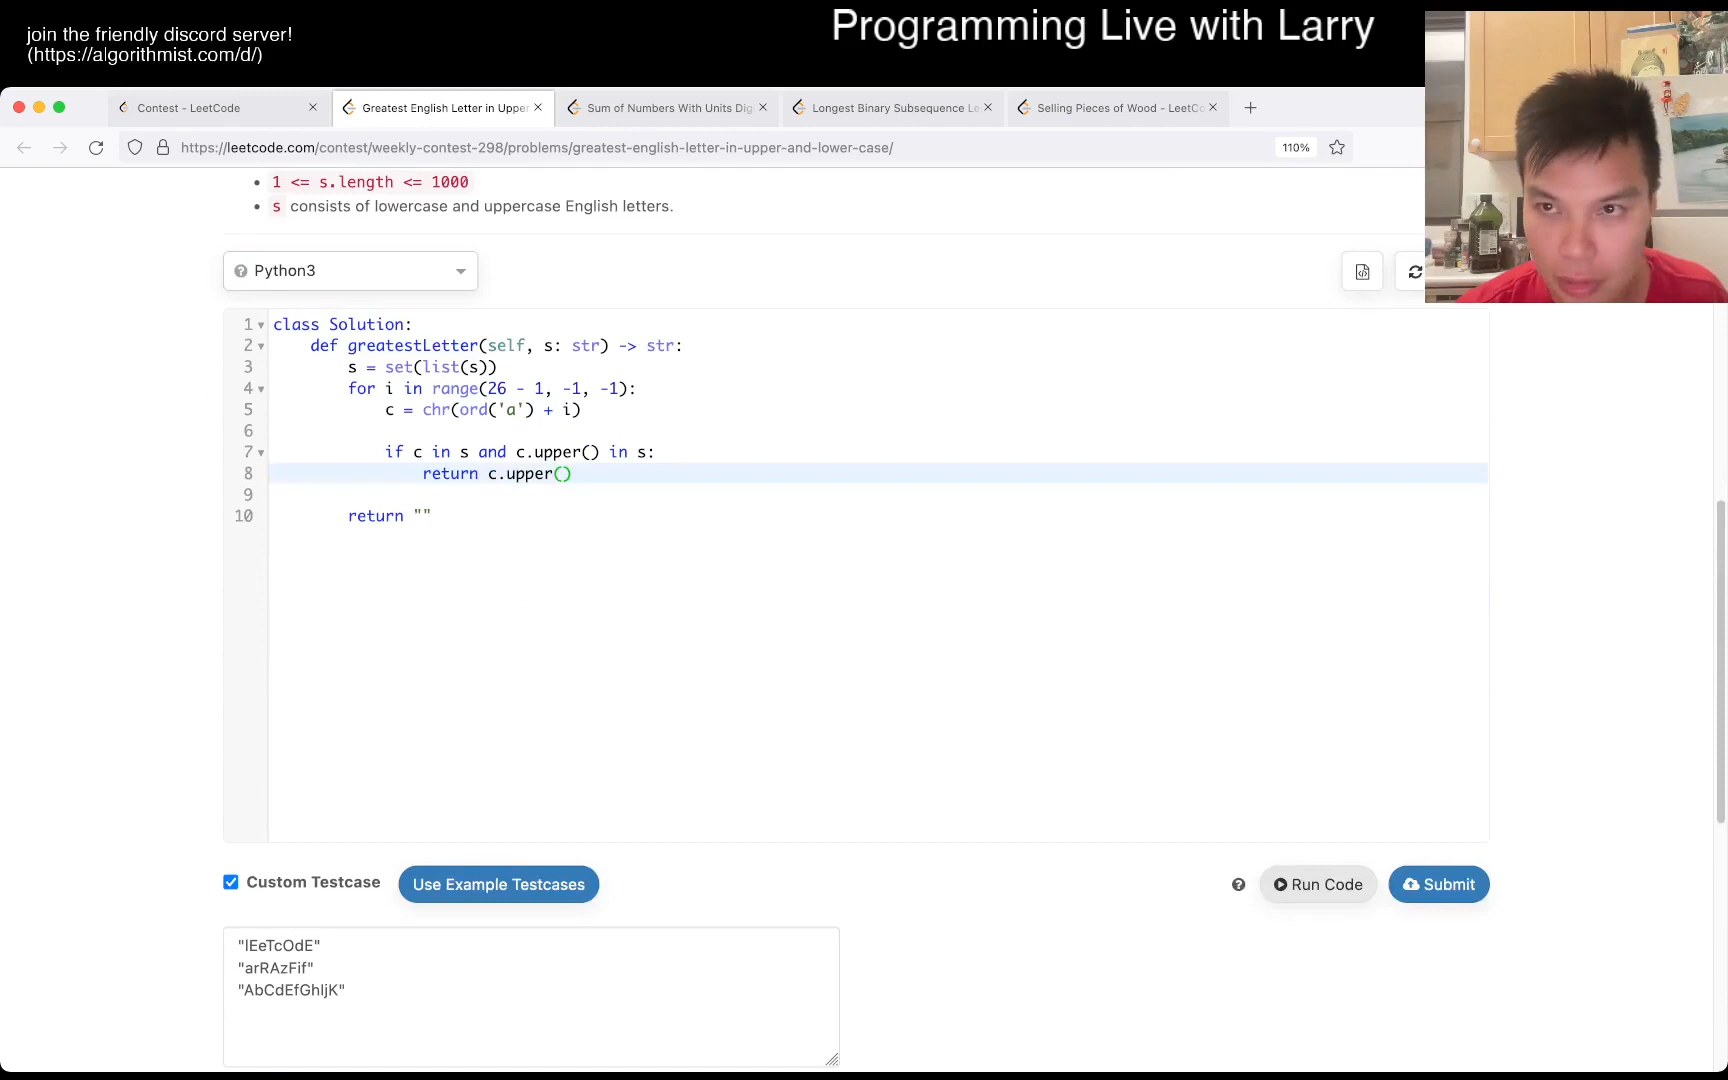 join the friendly discord server!
(https://algorithmist.com/d/)
Programming Live with Larry
Contest - LeetCode
Greatest English Letter in Upper
Sum of Numbers With Units Dig
Longest Binary Subsequence Le
Selling Pieces of Wood - LeetCo
https://leetcode.com/contest/weekly-contest-298/problems/greatest-english-letter-in-upper-and-lower-case/
110%
1 <= s.length <= 1000
s consists of lowercase and uppercase English letters.
Python3
1 class Solution:
2     def greatestLetter(self, s: str) -> str:
3         s = set(list(s))
4         for i in range(26 - 1, -1, -1):
5             c = chr(ord('a') + i)
6
7             if c in s and c.upper() in s:
8                 return c.upper()
9
10         return ""
Custom Testcase
Use Example Testcases
Run Code
Submit
"lEeTcOdE"
"arRAzFif"
"AbCdEfGhIjK"